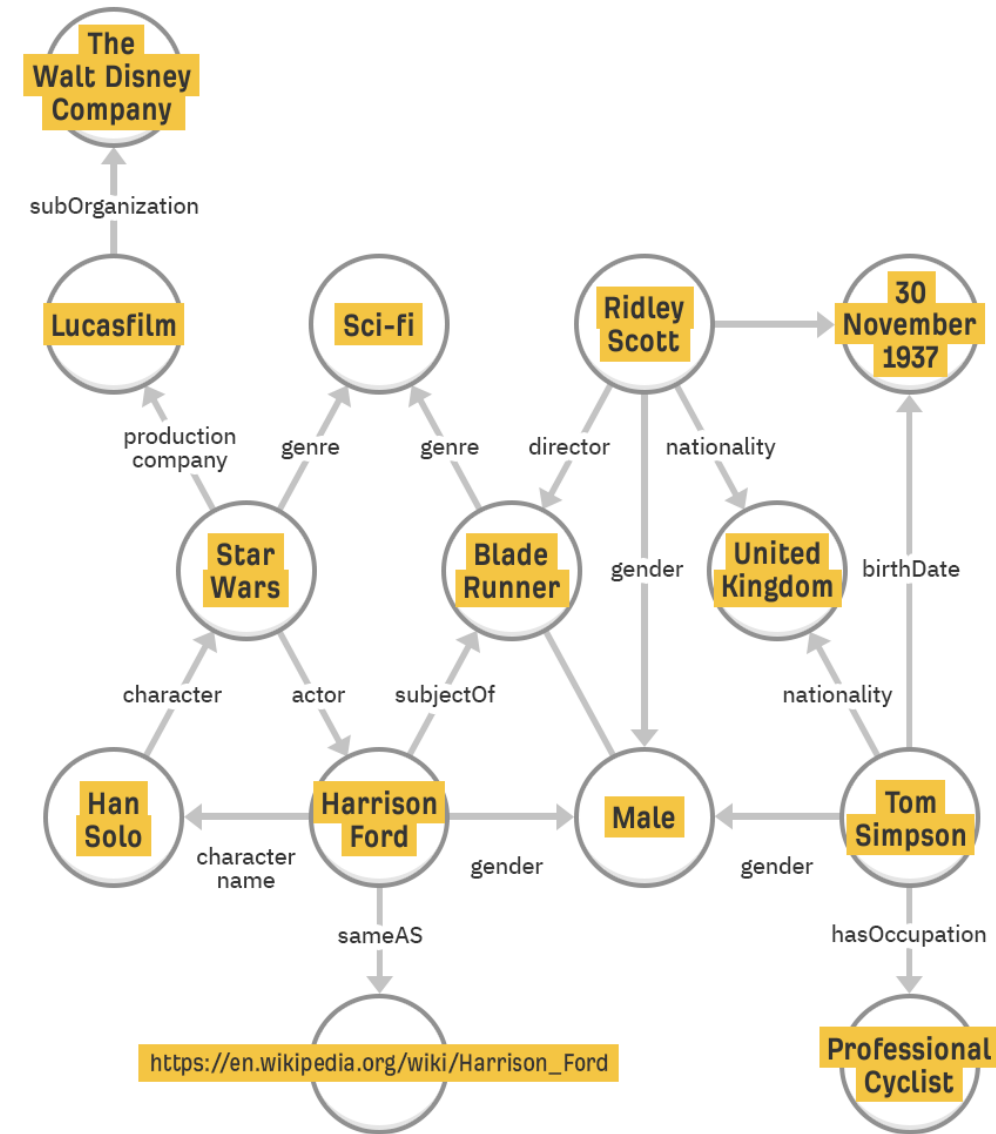 The
Walt Disney
Company
subOrganization
Lucasfilm
Sci-fi
Ridley
Scott
30
November
1937
production
company
genre
genre
director
nationality
Star
Wars
Blade
Runner
gender
United
Kingdom
birthDate
character
actor
subjectOf
nationality
Han
Solo
Harrison
Ford
Male
Tom
Simpson
character
name
gender
gender
sameAS
hasOccupation
https://en.wikipedia.org/wiki/Harrison_Ford
Professional
Cyclist